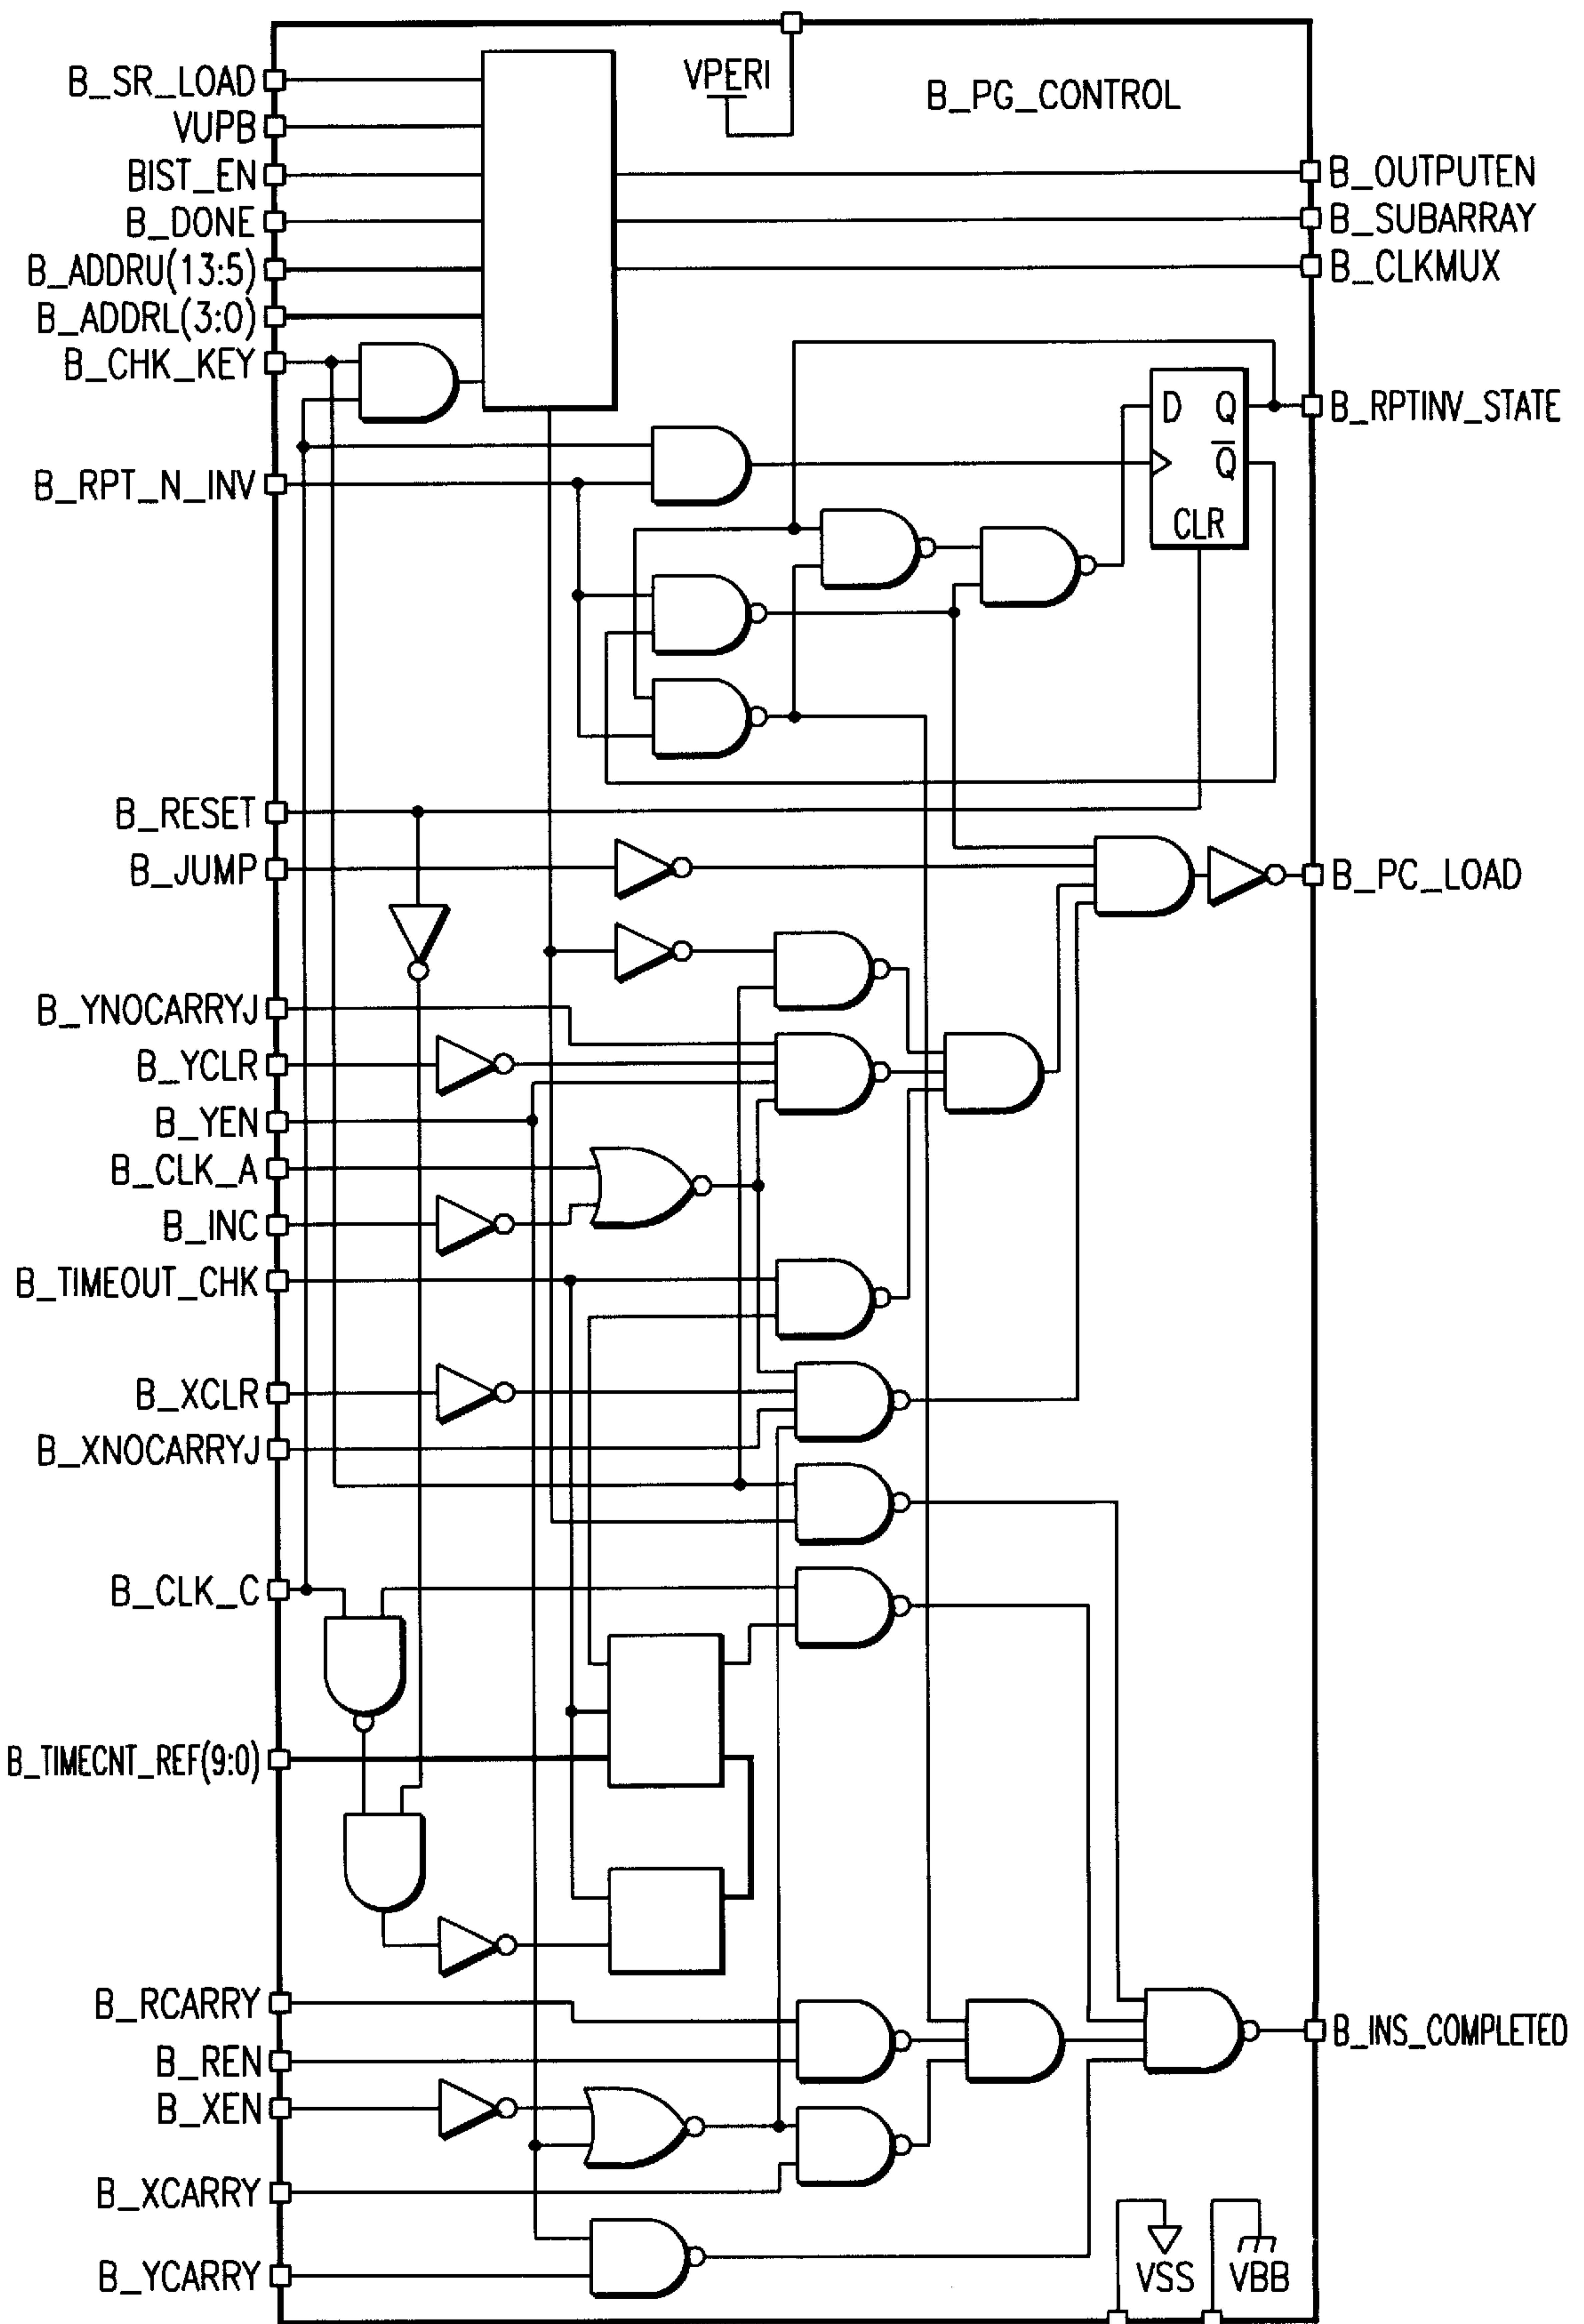 VPERI
B_PG_CONTROL
B_SR_LOAD
VUPB
BIST_EN
B_DONE
B_ADDRU(13:5)
B_ADDRL(3:0)
B_CHK_KEY
B_RPT_N_INV
B_OUTPUTEN
B_SUBARRAY
B_CLKMUX
D Q
Q
CLR
B_RPTINV_STATE
B_RESET
B_JUMP
B_PC_LOAD
B_YNOCARRYJ
B_YCLR
B_YEN
B_CLK_A
B_INC
B_TIMEOUT_CHK
B_XCLR
B_XNOCARRYJ
B_CLK_C
B_TIMECNT_REF(9:0)
B_RCARRY
B_REN
B_XEN
B_XCARRY
B_YCARRY
B_INS_COMPLETED
VSS
VBB